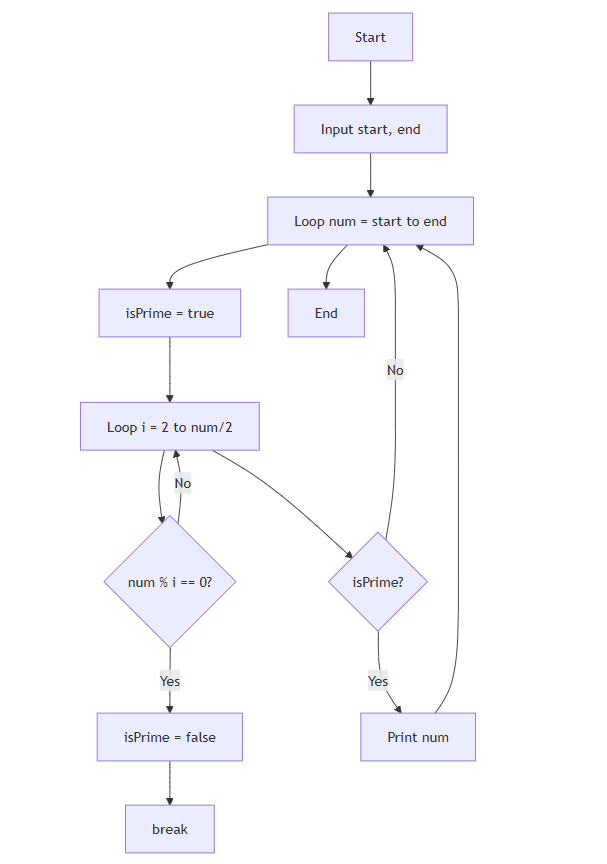 Start
Input start, end
Loop num = start to end
isPrime = true
End
No
Loop i = 2 to num/2
No
num % i == 0?
isPrime?
Yes
Yes
isPrime = false
Print num
break